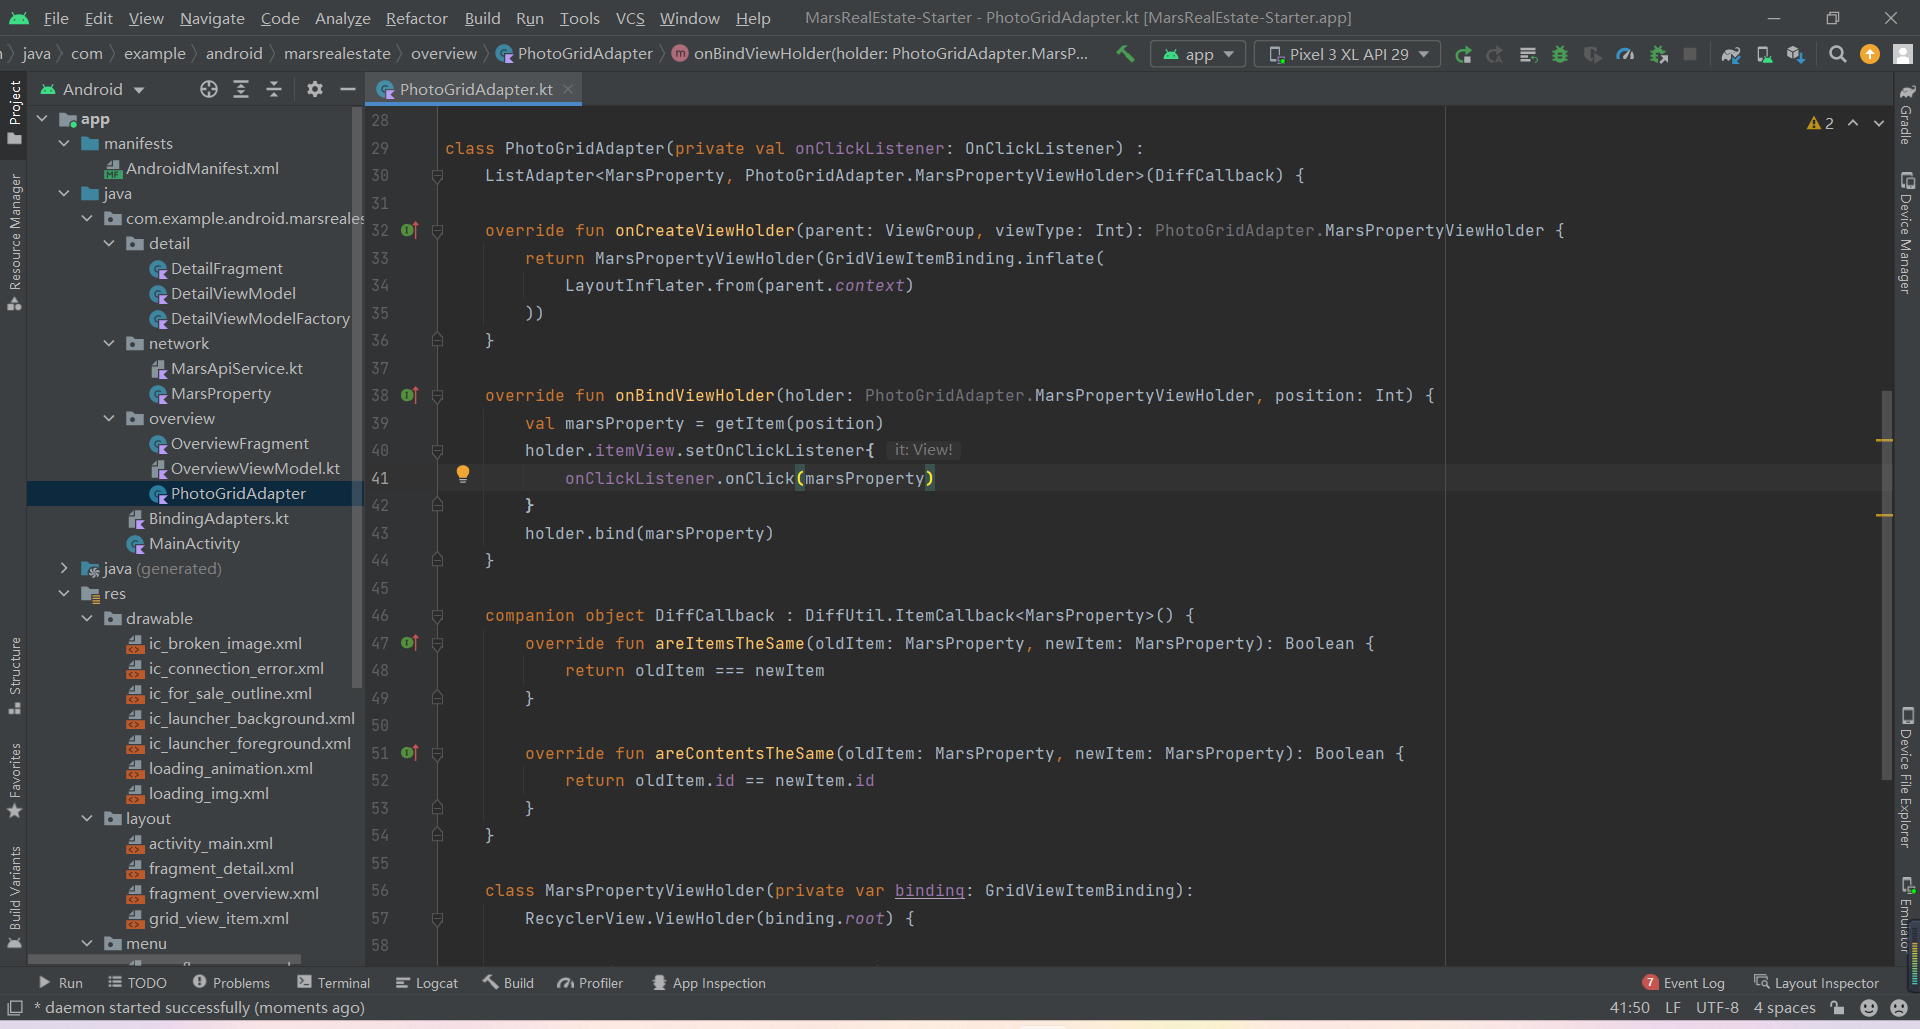 File Edit View Navigate Code Analyze Refactor Build Run Tools VCS Window Help MarsRealEstate-Starter - PhotoGridAdapter.kt [MarsRealEstate-Starter.app]
java com example android marsrealestate overview PhotoGridAdapter onBindViewHolder(holder: PhotoGridAdapter.MarsP... app Pixel 3 XL API 29
Android
PhotoGridAdapter.kt
Project
Resource Manager
Structure
Favorites
Build Variants
app
manifests
AndroidManifest.xml
java
com.example.android.marsreales
detail
DetailFragment
DetailViewModel
DetailViewModelFactory
network
MarsApiService.kt
MarsProperty
overview
OverviewFragment
OverviewViewModel.kt
PhotoGridAdapter
BindingAdapters.kt
MainActivity
java (generated)
res
drawable
ic_broken_image.xml
ic_connection_error.xml
ic_for_sale_outline.xml
ic_launcher_background.xml
ic_launcher_foreground.xml
loading_animation.xml
loading_img.xml
layout
activity_main.xml
fragment_detail.xml
fragment_overview.xml
grid_view_item.xml
menu
2
28
29 class PhotoGridAdapter(private val onClickListener: OnClickListener) :
30 ListAdapter<MarsProperty, PhotoGridAdapter.MarsPropertyViewHolder>(DiffCallback) {
31
32 override fun onCreateViewHolder(parent: ViewGroup, viewType: Int): PhotoGridAdapter.MarsPropertyViewHolder {
33 return MarsPropertyViewHolder(GridViewItemBinding.inflate(
34 LayoutInflater.from(parent.context)
35 ))
36 }
37
38 override fun onBindViewHolder(holder: PhotoGridAdapter.MarsPropertyViewHolder, position: Int) {
39 val marsProperty = getItem(position)
40 holder.itemView.setOnClickListener{ it: View!
41 onClickListener.onClick(marsProperty)
42 }
43 holder.bind(marsProperty)
44 }
45
46 companion object DiffCallback : DiffUtil.ItemCallback<MarsProperty>() {
47 override fun areItemsTheSame(oldItem: MarsProperty, newItem: MarsProperty): Boolean {
48 return oldItem === newItem
49 }
50
51 override fun areContentsTheSame(oldItem: MarsProperty, newItem: MarsProperty): Boolean {
52 return oldItem.id == newItem.id
53 }
54 }
55
56 class MarsPropertyViewHolder(private var binding: GridViewItemBinding):
57 RecyclerView.ViewHolder(binding.root) {
58
Gradle
Device Manager
Device File Explorer
Emulator
Run TODO Problems Terminal Logcat Build Profiler App Inspection 7 Event Log Layout Inspector
* daemon started successfully (moments ago) 41:50 LF UTF-8 4 spaces